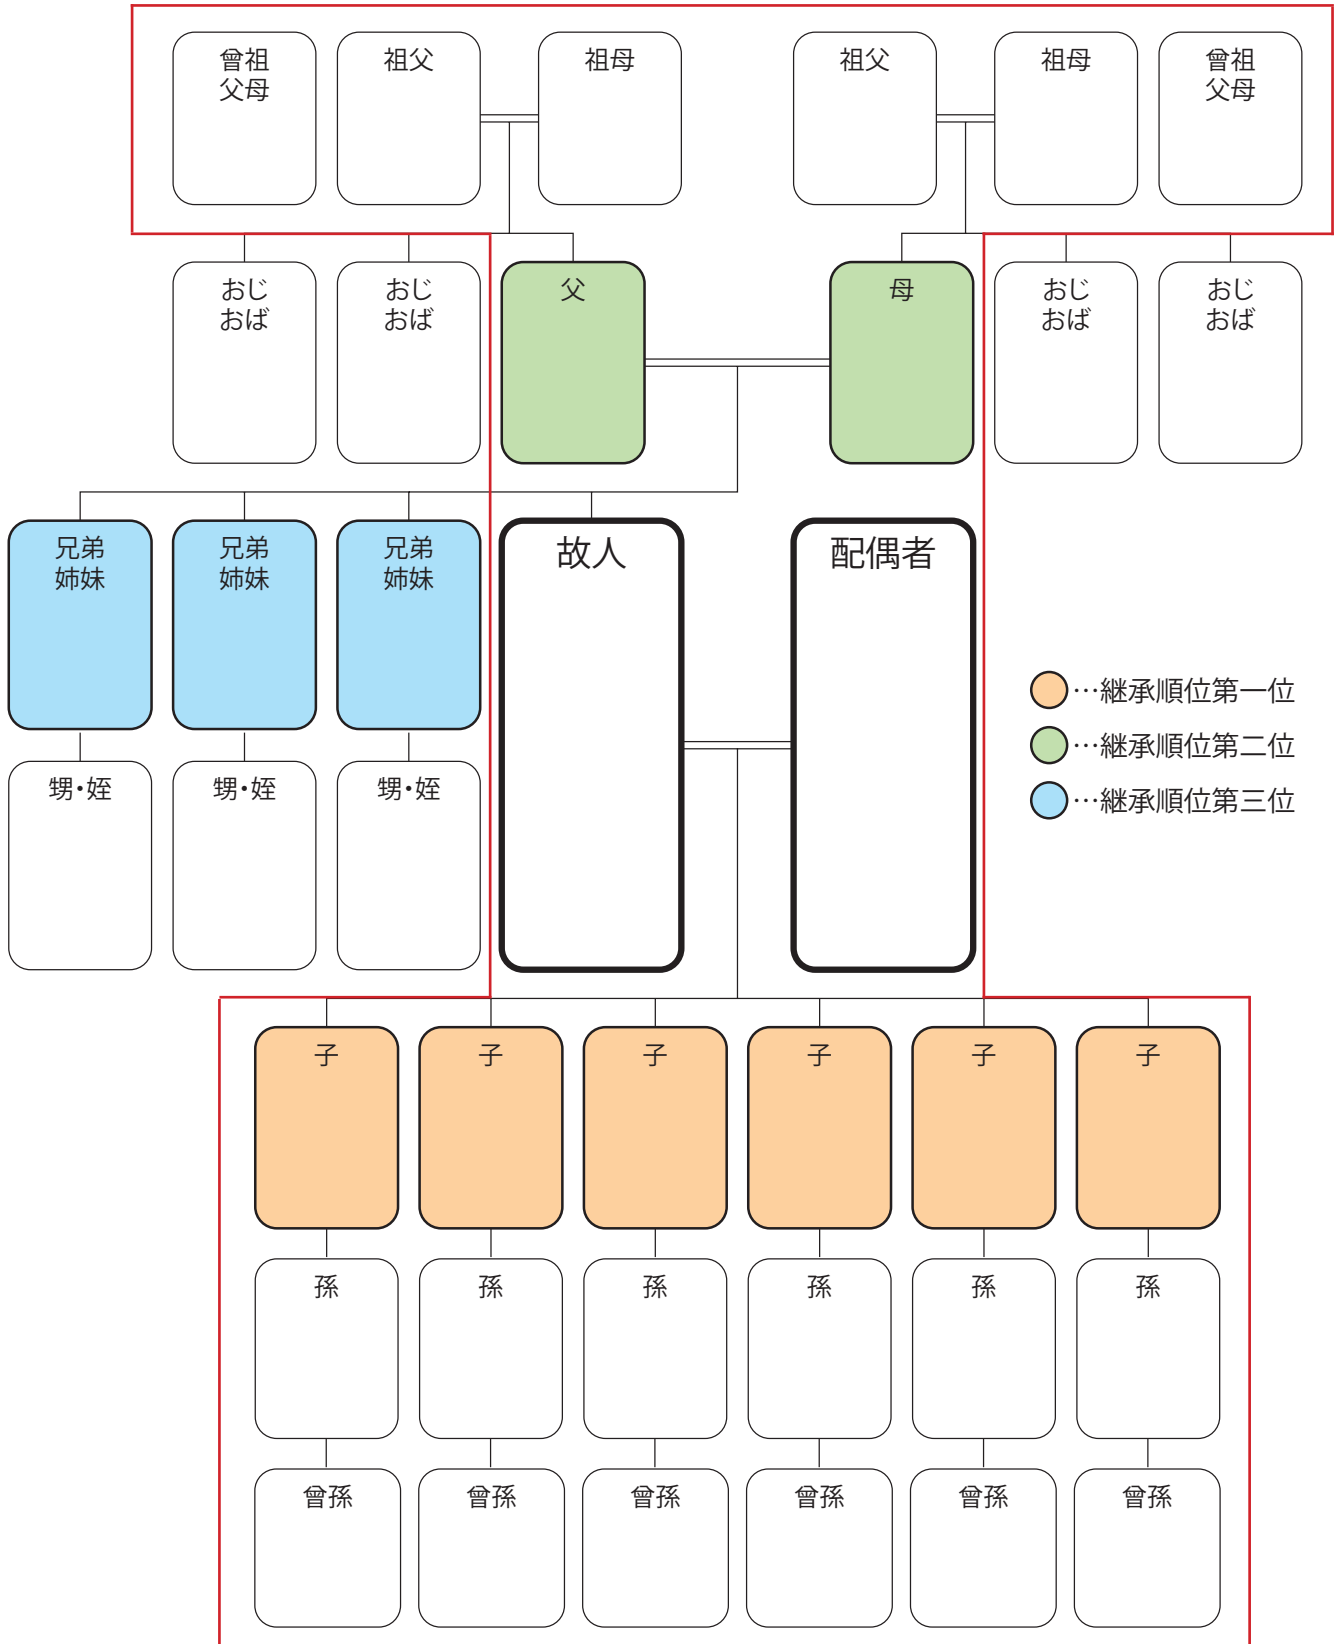 曾祖
父母
祖父
祖母
祖父
祖母
曾祖
父母
おじ
おば
おじ
おば
父
母
おじ
おば
おじ
おば
兄弟
姉妹
兄弟
姉妹
兄弟
姉妹
故人
配偶者
…継承順位第一位
…継承順位第二位
…継承順位第三位
甥・姪
甥・姪
甥・姪
子
子
子
子
子
子
孫
孫
孫
孫
孫
孫
曾孫
曾孫
曾孫
曾孫
曾孫
曾孫